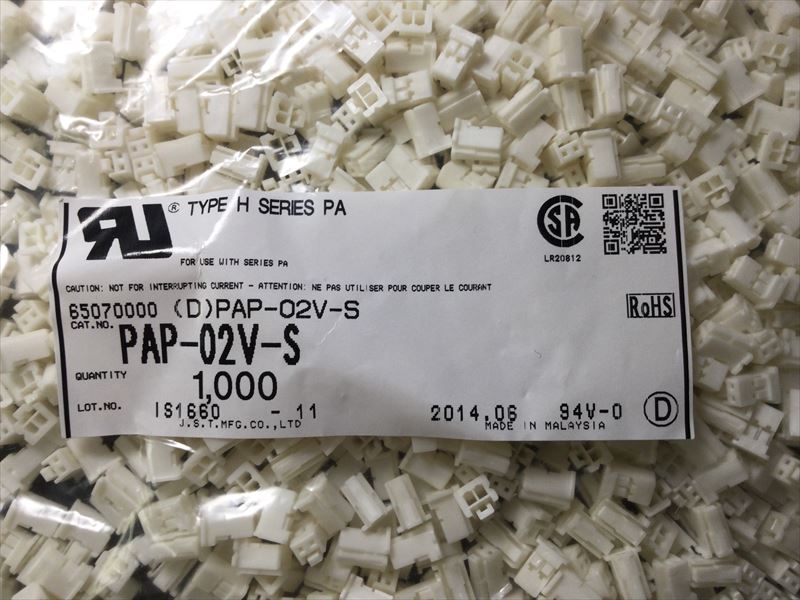 RU ® TYPE H SERIES PA
FOR USE WITH SERIES PA
SA
LR20812
CAUTION: NOT FOR INTERRUPTING CURRENT - ATTENTION: NE PAS UTILISER POUR COUPER LE COURANT
65070000 (D)PAP-02V-S
RoHS
CAT.NO. PAP-02V-S
QUANTITY 1,000
LOT.NO. IS1660 -11 2014.06 94V-0 D
J.S.T.MFG.CO.,LTD MADE IN MALAYSIA